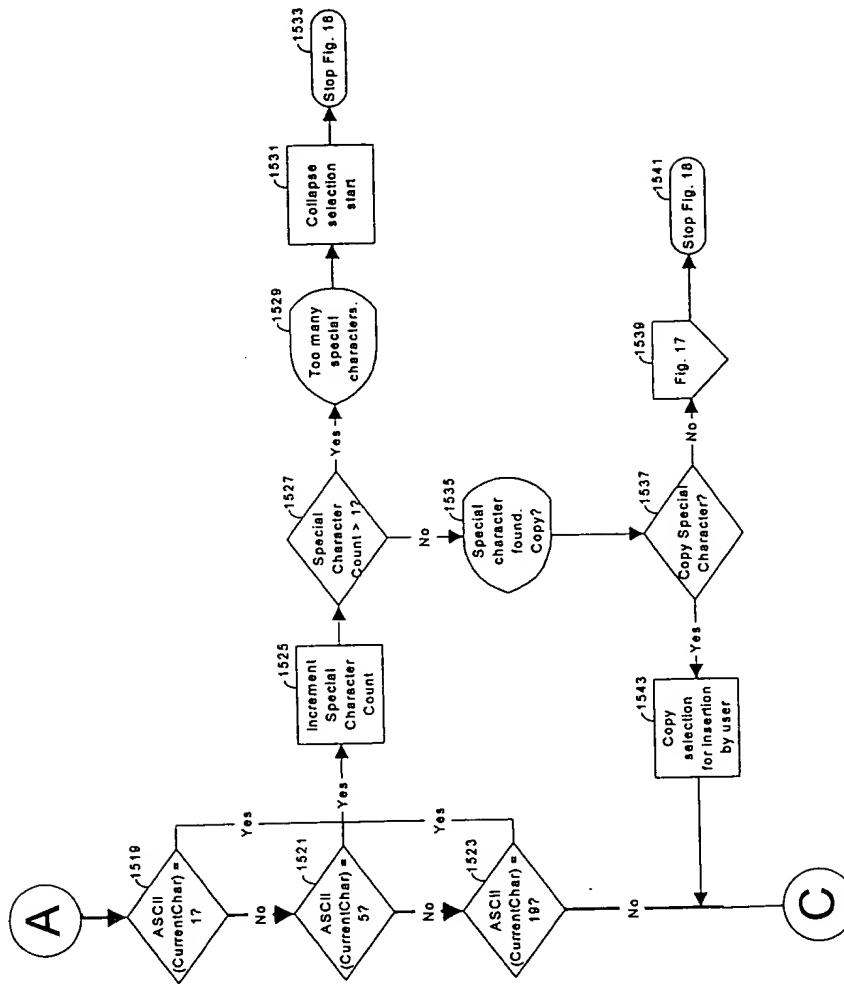 A
1519
ASCII
(CurrentChar) =
1?
Yes
No
1521
ASCII
(CurrentChar) =
5?
Yes
No
1523
ASCII
(CurrentChar) =
19?
Yes
No
1525
Increment
Special
Character
Count
1527
Special
Character
Count > 1?
Yes
1529
Too many
special
characters.
1531
Collapse
selection
start
1533
Stop Fig. 18
No
1535
Special
character
found.
Copy?
1537
Copy Special
Character?
No
1539
Fig. 17
1541
Stop Fig. 18
Yes
1543
Copy
selection
for insertion
by user
C